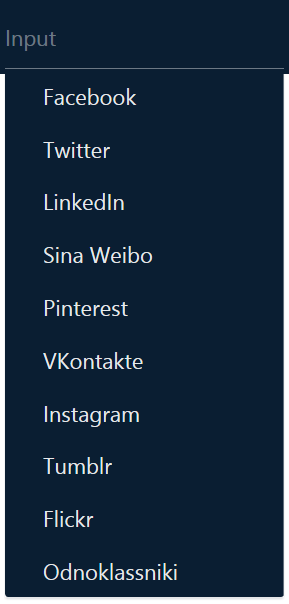 Input
Facebook
Twitter
LinkedIn
Sina Weibo
Pinterest
VKontakte
Instagram
Tumblr
Flickr
Odnoklassniki